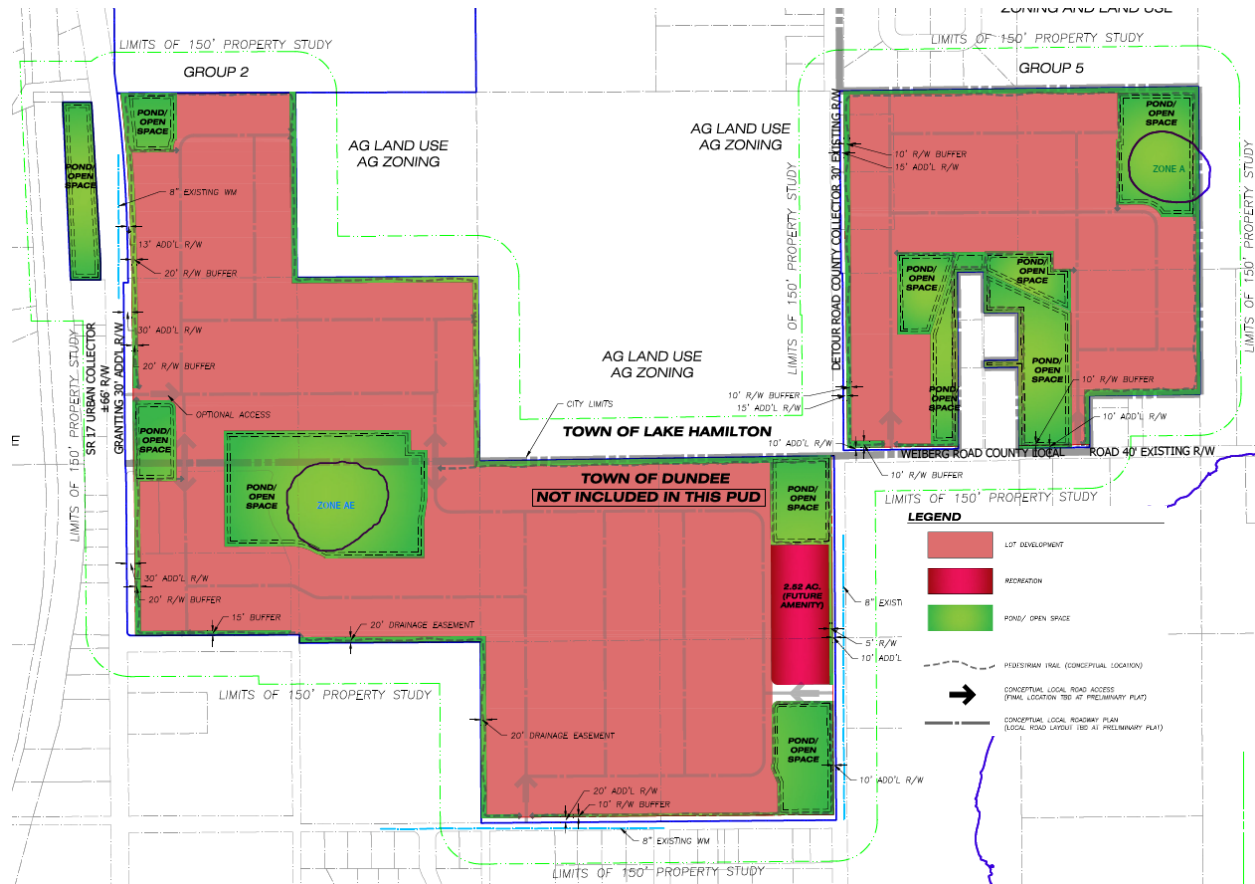 ZONING AND LAND USE
LIMITS OF 150' PROPERTY STUDY
LIMITS OF 150' PROPERTY STUDY
GROUP 2
GROUP 5
POND/
OPEN
SPACE
POND/
OPEN
SPACE
POND/
OPEN
SPACE
ZONE A
AG LAND USE
AG ZONING
AG LAND USE
AG ZONING
10' R/W BUFFER
15' ADD'L R/W
8" EXISTING WM
13' ADD'L R/W
20' R/W BUFFER
30' ADD'L R/W
20' R/W BUFFER
OPTIONAL ACCESS
LIMITS OF 150' PROPERTY STUDY
SR 17 URBAN COLLECTOR
±66' R/W
GRANTING 30' ADD'L R/W
LIMITS OF 150' PROPERTY STUDY
DETOUR ROAD COUNTY COLLECTOR 30' EXISTING R/W
LIMITS OF 150' PROPERTY STUDY
POND/
OPEN
SPACE
POND/
OPEN
SPACE
POND/
OPEN
SPACE
POND/
OPEN
SPACE
AG LAND USE
AG ZONING
10' R/W BUFFER
15' ADD'L R/W
10' R/W BUFFER
10' ADD'L R/W
CITY LIMITS
TOWN OF LAKE HAMILTON
10' ADD'L R/W
WEIBERG ROAD COUNTY LOCAL
ROAD 40' EXISTING R/W
10' R/W BUFFER
E
POND/
OPEN
SPACE
POND/
OPEN
SPACE
ZONE AE
TOWN OF DUNDEE
NOT INCLUDED IN THIS PUD
POND/
OPEN
SPACE
LIMITS OF 150' PROPERTY STUDY
30' ADD'L R/W
20' R/W BUFFER
15' BUFFER
20' DRAINAGE EASEMENT
2.82 AC.
(FUTURE
AMENITY)
8" EXISTI
5' R/W
10' ADD'L
LIMITS OF 150' PROPERTY STUDY
20' DRAINAGE EASEMENT
POND/
OPEN
SPACE
10' ADD'L R/W
20' ADD'L R/W
10' R/W BUFFER
8" EXISTING WM
LIMITS OF 150' PROPERTY STUDY
LEGEND
LOT DEVELOPMENT
RECREATION
POND/ OPEN SPACE
PEDESTRIAN TRAIL (CONCEPTUAL LOCATION)
CONCEPTUAL LOCAL ROAD ACCESS
(FINAL LOCATION TBD AT PRELIMINARY PLAT)
CONCEPTUAL LOCAL ROADWAY PLAN
(LOCAL ROAD LAYOUT TBD AT PRELIMINARY PLAT)